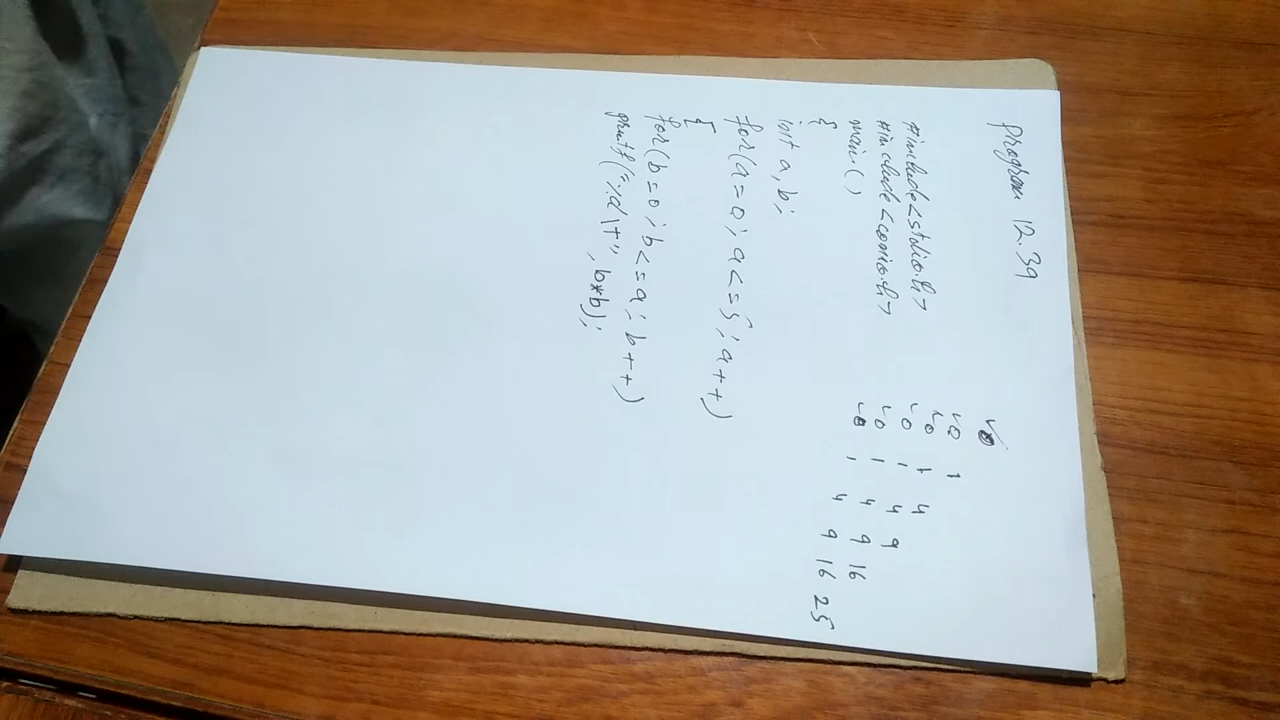 Program 12.39
#include<stdio.h>
#include<conio.h>
main()
{
int a,b;
for(a=0; a<=5; a++)
{
for(b=0; b<=a; b++)
printf("%d\t", b*b);
0
0 1
0 1 4
0 1 4 9
0 1 4 9 16
0 1 4 9 16 25